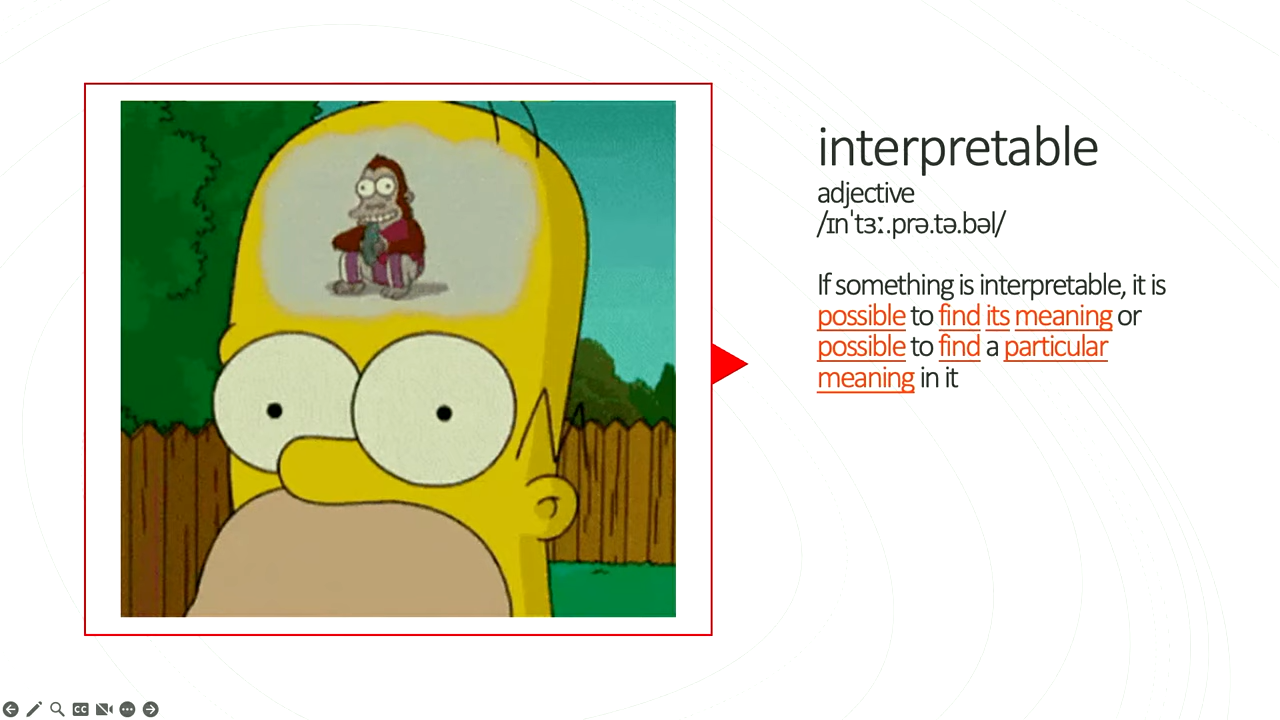 interpretable
adjective
/ɪnˈtɜː.prə.tə.bəl/
If something is interpretable, it is
possible to find its meaning or
possible to find a particular
meaning in it
CC